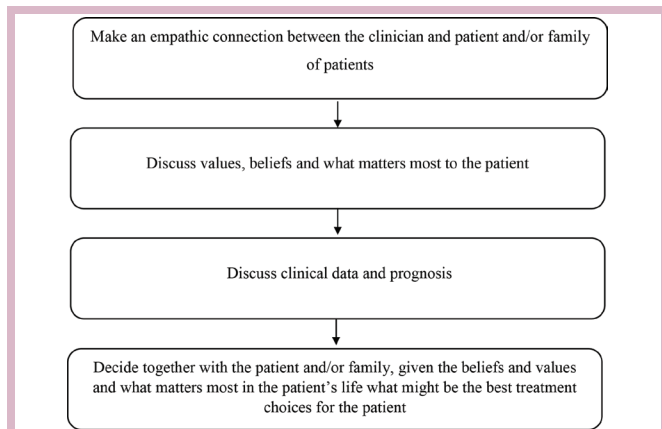 Make an empathic connection between the clinician and patient and/or family
of patients
Discuss values, beliefs and what matters most to the patient
Discuss clinical data and prognosis
Decide together with the patient and/or family, given the beliefs and values
and what matters most in the patient's life what might be the best treatment
choices for the patient